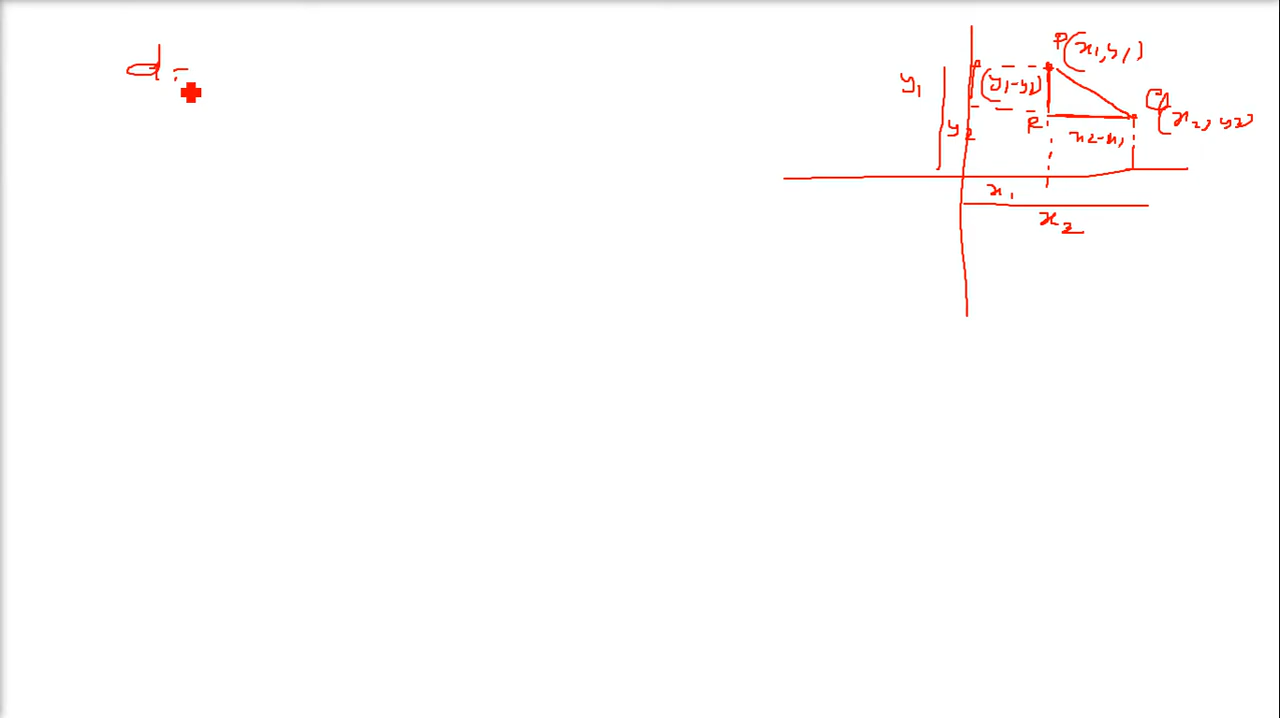 d =
P(x₁, y₁)
y₁
(y₁-y₂)
Q(x₂, y₂)
y₂
R
x₂-x₁
x₁
x₂